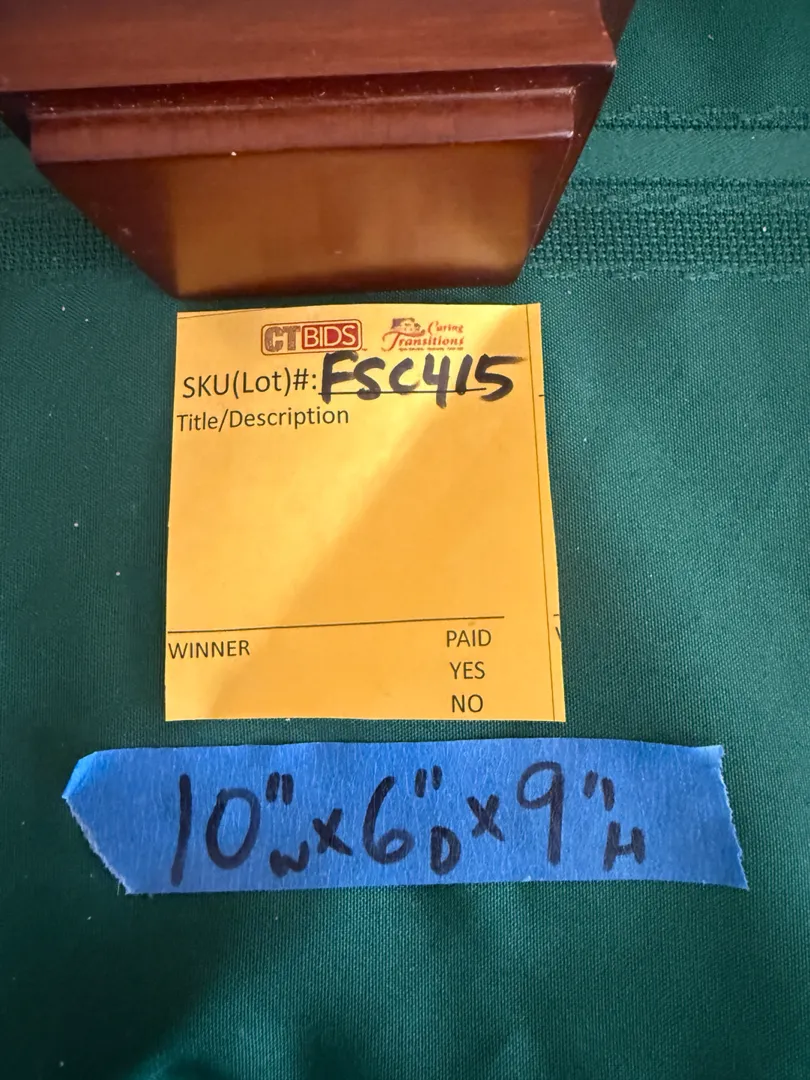 CTBIDS
Caring
Transitions
SKU(Lot)#: FSC415
Title/Description
WINNER
PAID
YES
NO
10"W x 6"D x 9"H